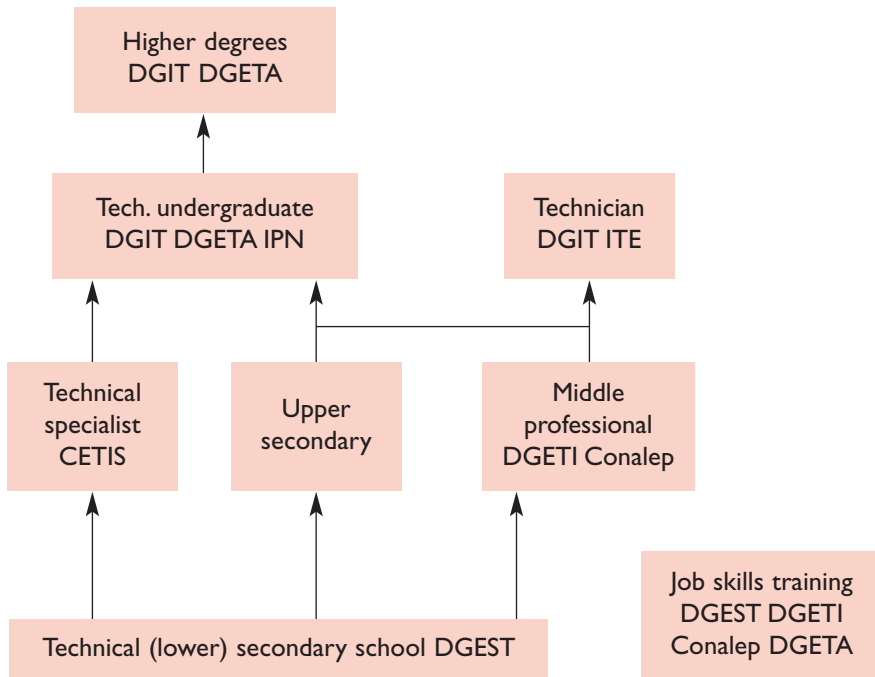 Higher degrees
DGIT DGETA
Tech. undergraduate
DGIT DGETA IPN
Technician
DGIT ITE
Technical
specialist
CETIS
Upper
secondary
Middle
professional
DGETI Conalep
Job skills training
DGEST DGETI
Conalep DGETA
Technical (lower) secondary school DGEST